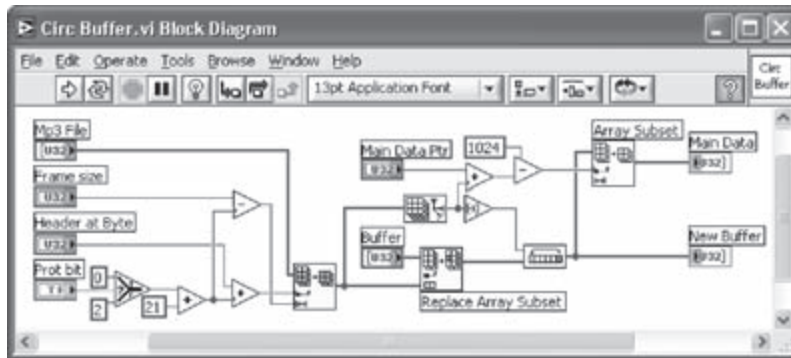 Circ Buffer.vi Block Diagram
File Edit Operate Tools Browse Window Help
13pt Application Font
Circ
Buffer
Mp3 File
[U32]
Frame size
U32
Header at Byte
U32
Prot bit
TF
0
2
21
Main Data Ptr
U32
1024
Buffer
[U32]
Replace Array Subset
Array Subset
Main Data
[U32]
New Buffer
[U32]